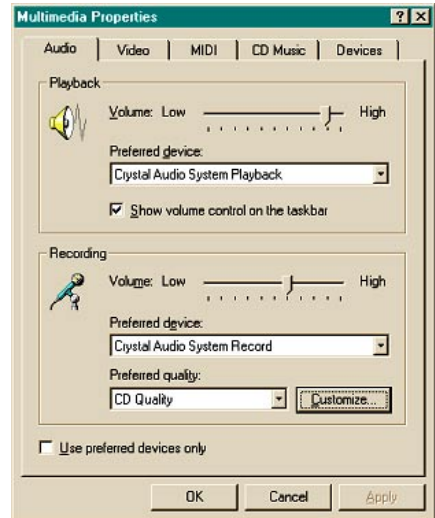 Multimedia Properties
Audio Video MIDI CD Music Devices
Playback
Volume: Low High
Preferred device:
Crystal Audio System Playback
Show volume control on the taskbar
Recording
Volume: Low High
Preferred device:
Crystal Audio System Record
Preferred quality:
CD Quality Customize...
Use preferred devices only
OK Cancel Apply